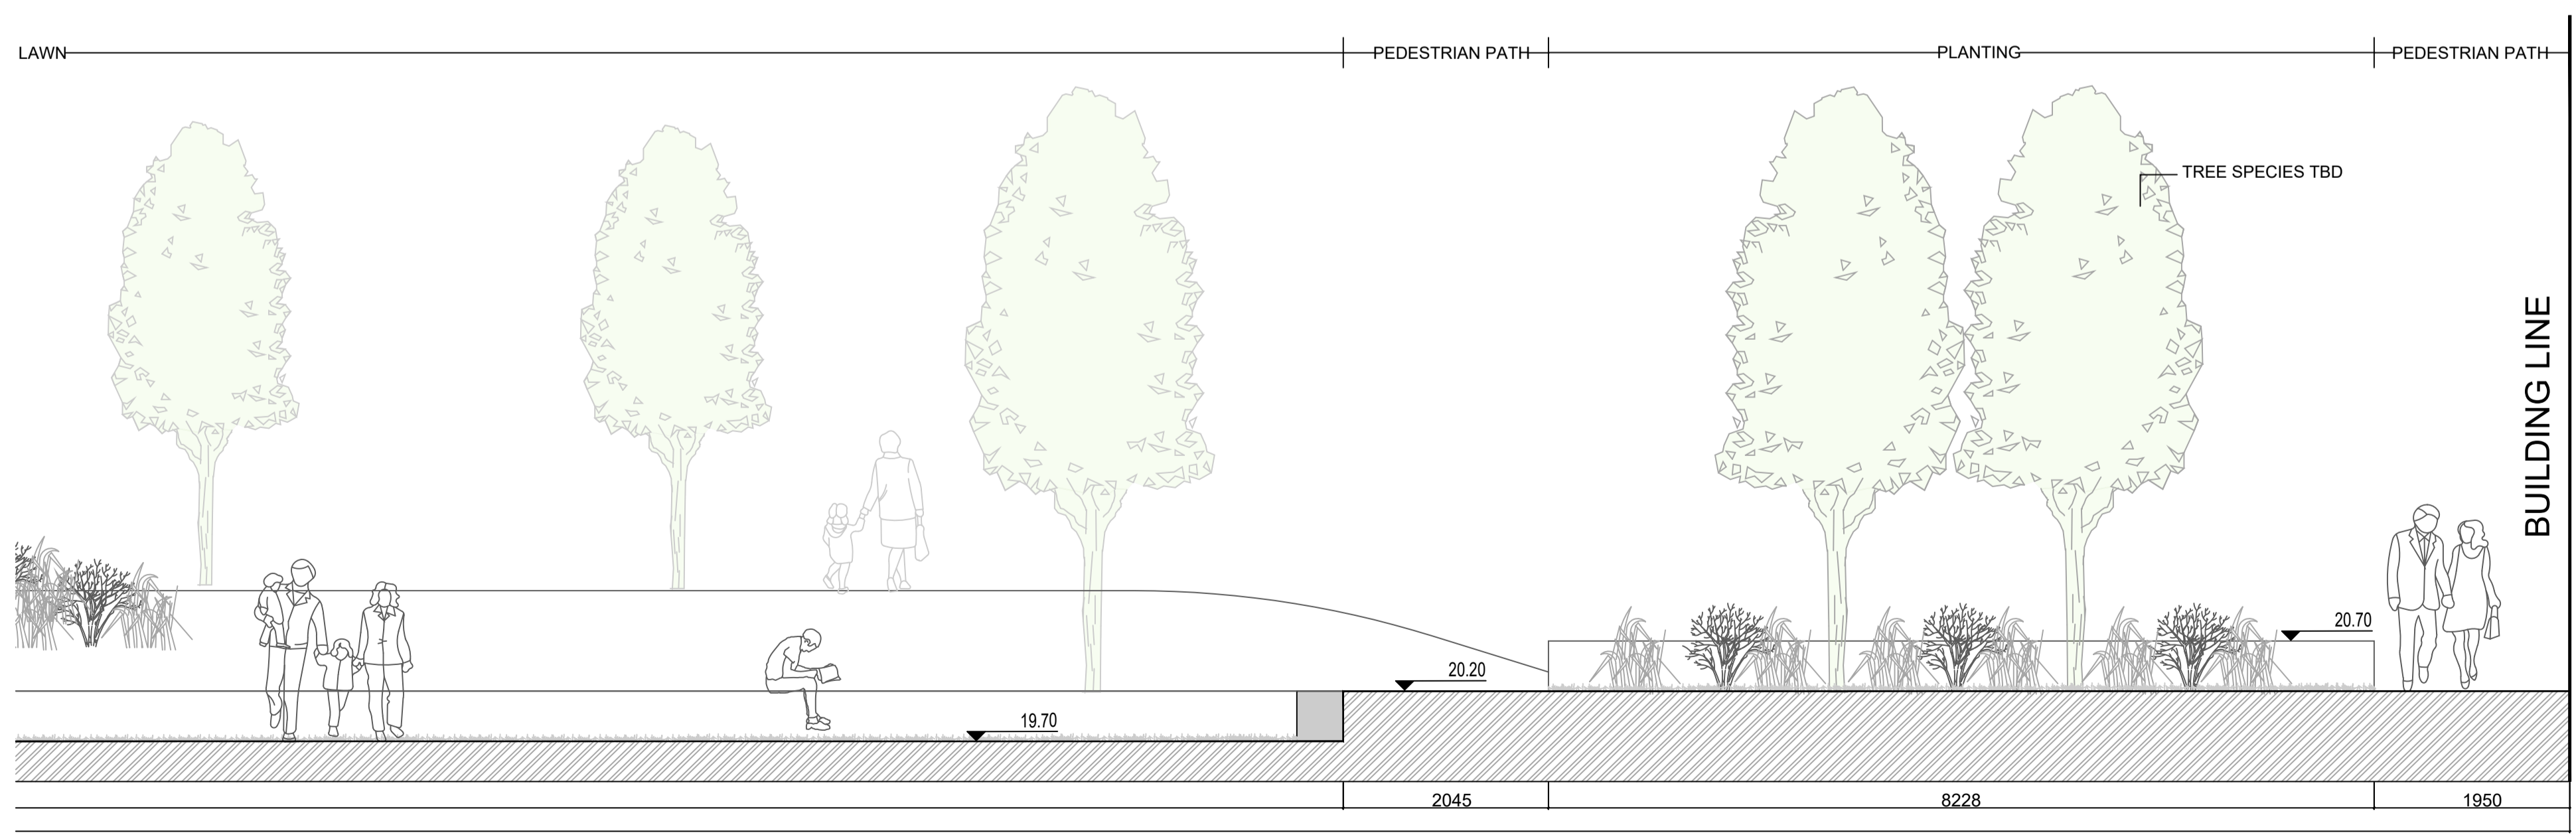 LAWN
PEDESTRIAN PATH
PLANTING
PEDESTRIAN PATH
TREE SPECIES TBD
BUILDING LINE
20.70
20.20
19.70
2045
8228
1950